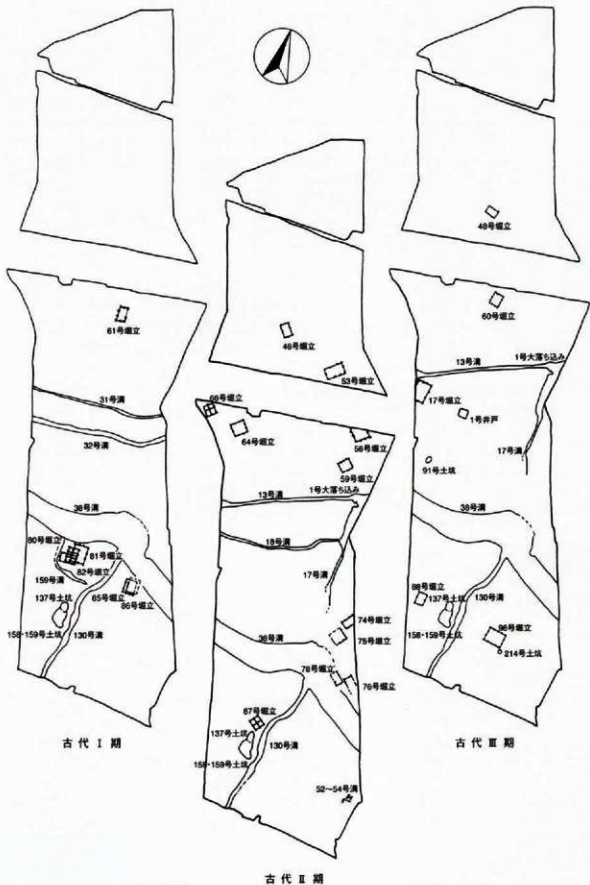 61号堀立
31号溝
32号溝
38号溝
80号堀立
81号堀立
82号堀立
159号溝
85号堀立
86号堀立
137号土坑
158・159号土坑
130号溝
古代Ⅰ期
46号堀立
53号堀立
66号堀立
64号堀立
56号堀立
59号堀立
1号大落ち込み
13号溝
18号溝
17号溝
74号堀立
38号溝
75号堀立
78号堀立
76号堀立
67号堀立
137号土坑
130号溝
158・159号土坑
52〜54号溝
古代Ⅱ期
48号堀立
60号堀立
1号大落ち込み
13号溝
17号堀立
1号井戸
17号溝
91号土坑
38号溝
88号堀立
137号土坑
130号溝
158・159号土坑
96号堀立
214号土坑
古代Ⅲ期